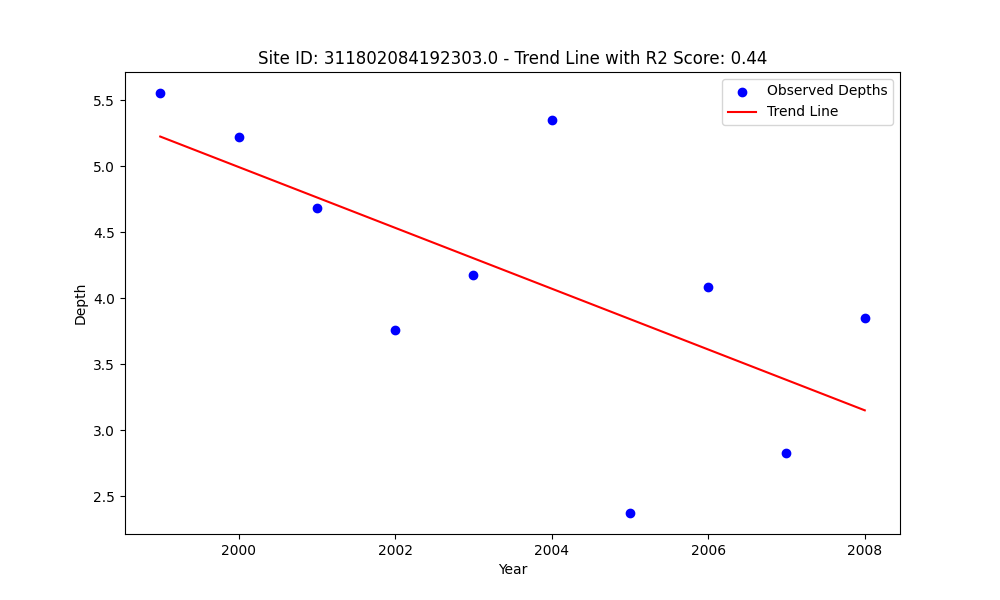 Site ID: 311802084192303.0 - Trend Line with R2 Score: 0.44
Observed Depths
Trend Line
5.5
5.0
4.5
4.0
3.5
3.0
2.5
Depth
2000
2002
2004
2006
2008
Year